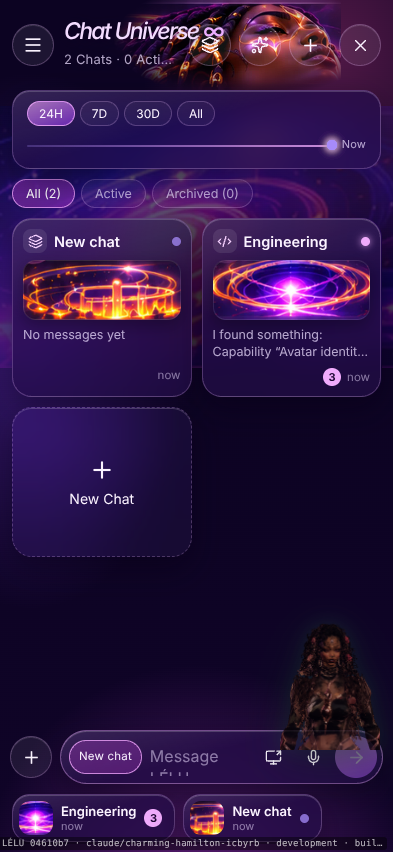 Chat Universe ∞
2 Chats · 0 Acti...
24H
7D
30D
All
Now
All (2)
Active
Archived (0)
New chat
No messages yet
now
Engineering
I found something:
Capability “Avatar identit...
3 now
New Chat
New chat
Message
Engineering
now
3
New chat
now
LÉLU 04610b7 · claude/charming-hamilton-icbyrb · development · buil…